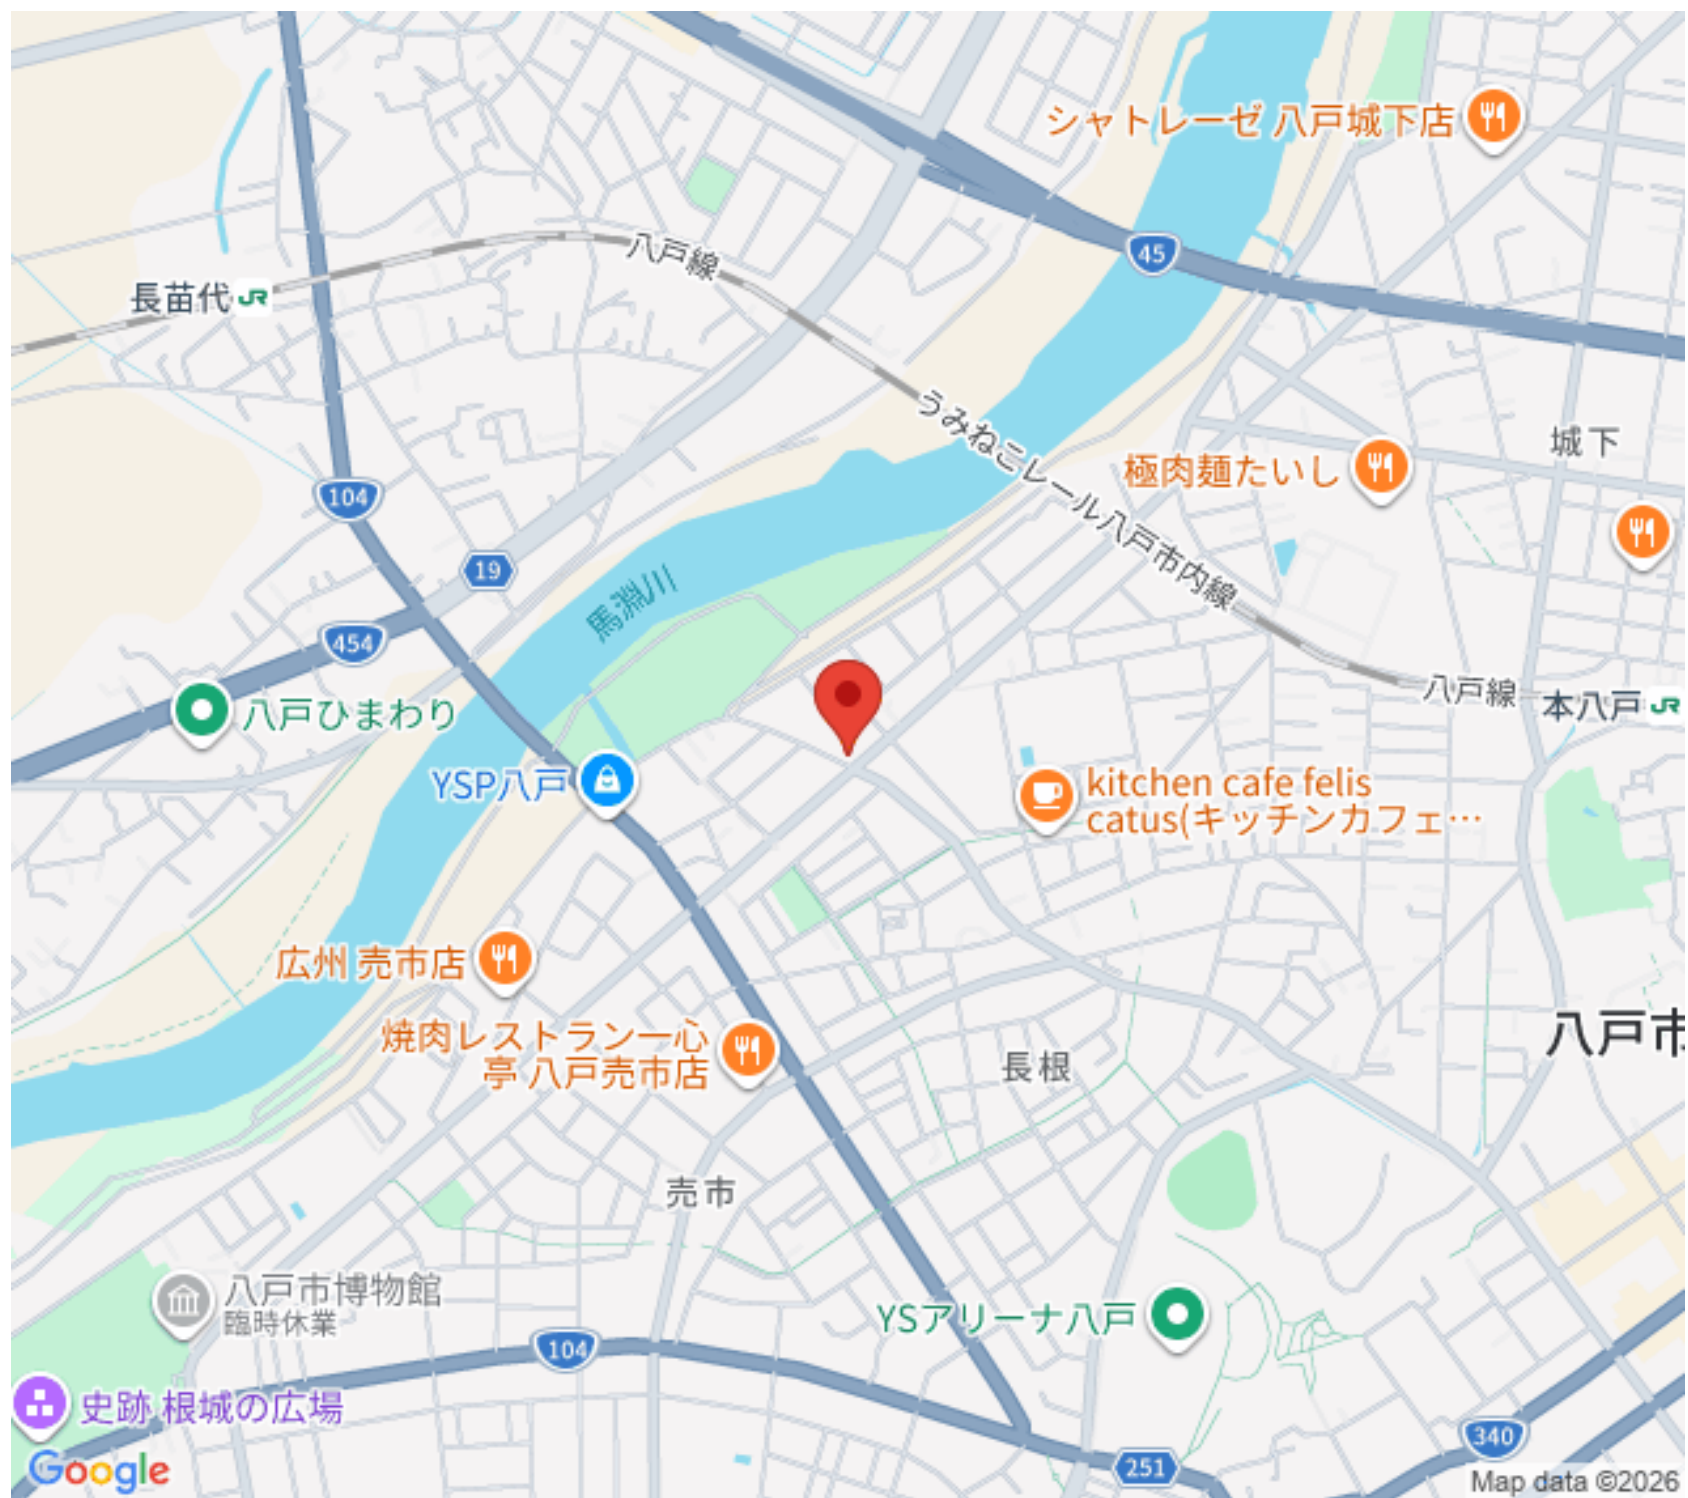 シャトレーゼ 八戸城下店
45
八戸線
長苗代
JR
うみねこレール八戸市内線
城下
極肉麺たいし
104
19
馬淵川
454
八戸ひまわり
八戸線
本八戸
JR
YSP八戸
kitchen cafe felis
catus(キッチンカフェ…
広州 売市店
焼肉レストラン一心
亭 八戸売市店
長根
八戸市
売市
八戸市博物館
臨時休業
YSアリーナ八戸
104
史跡 根城の広場
340
251
Google
Map data ©2026